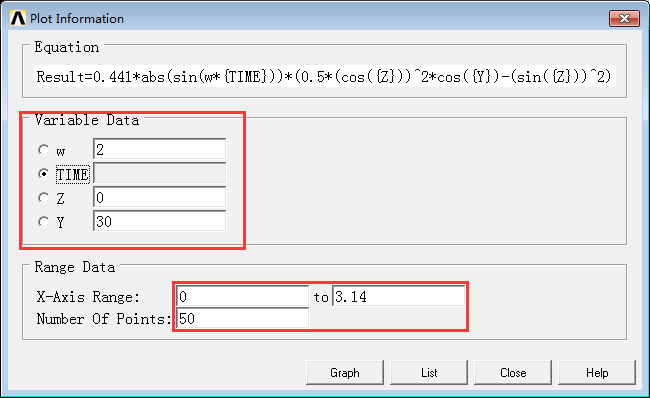 Plot Information
Equation
Result=0.441*abs(sin(w*{TIME}))*(0.5*(cos({Z}))^2*cos({Y})-(sin({Z}))^2)
Variable Data
w 2
TIME
Z 0
Y 30
Range Data
X-Axis Range: 0 to 3.14
Number Of Points: 50
Graph List Close Help